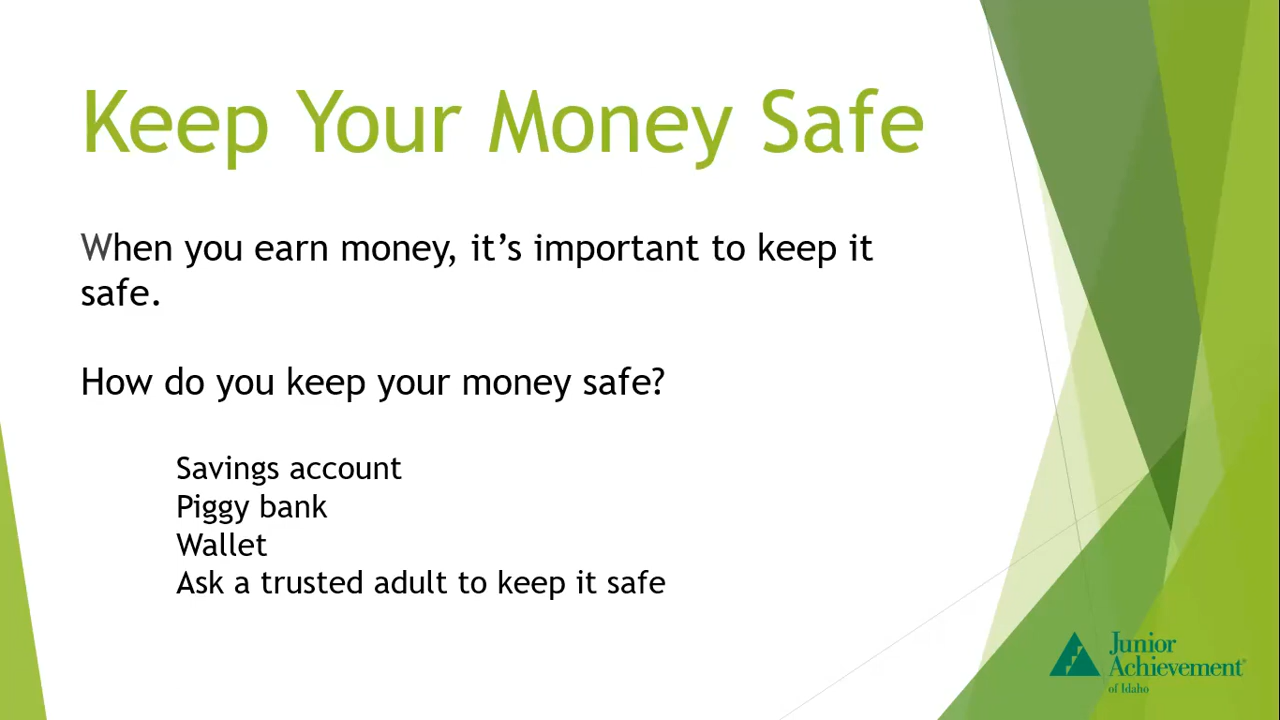 Keep Your Money Safe
When you earn money, it’s important to keep it
safe.
How do you keep your money safe?
Savings account
Piggy bank
Wallet
Ask a trusted adult to keep it safe
Junior
Achievement®
of Idaho